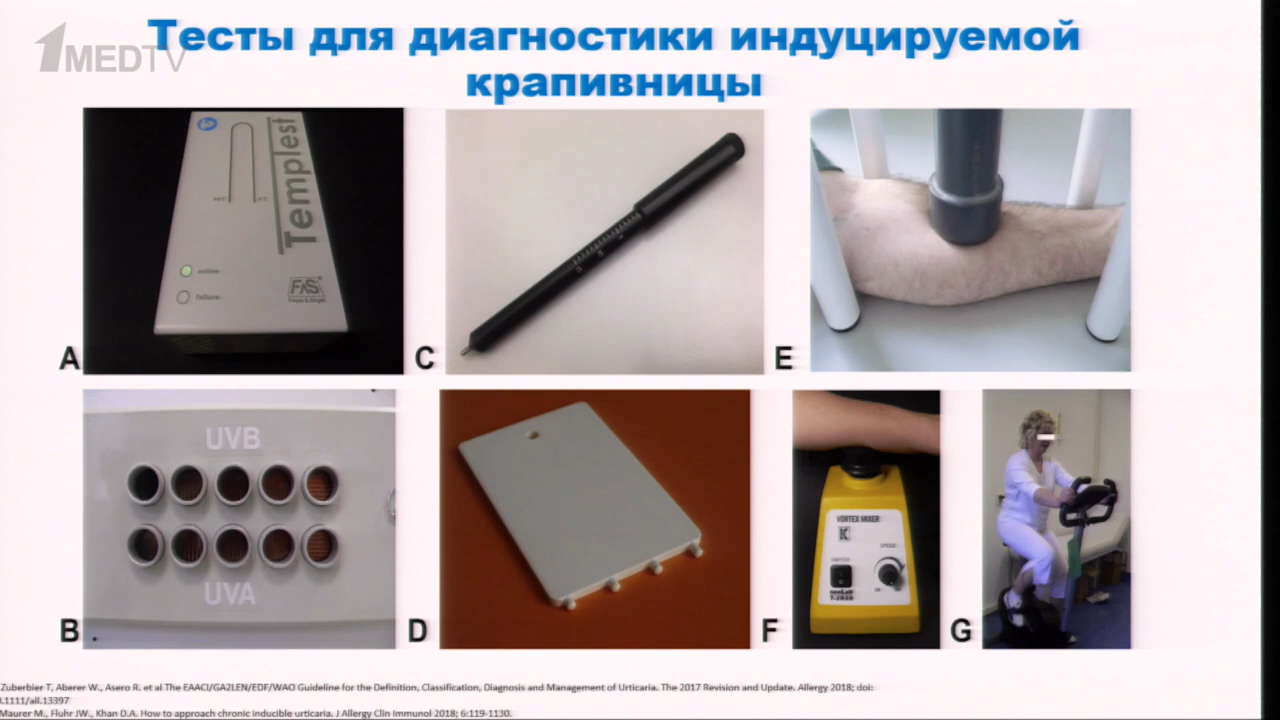 1MEDTV
Тесты для диагностики индуцируемой
крапивницы
Templest
FAS
A
C
E
UVB
UVA
VORTEX MIXER
K
neoLab
7-2020
B
D
F
G
Zuberbier T, Aberer W., Asero R. et al The EAACI/GA2LEN/EDF/WAO Guideline for the Definition, Classification, Diagnosis and Management of Urticaria. The 2017 Revision and Update. Allergy 2018; doi:
.1111/all.13397
Maurer M., Fluhr JW., Khan D.A. How to approach chronic inducible urticaria. J Allergy Clin Immunol 2018; 6:119-1130.